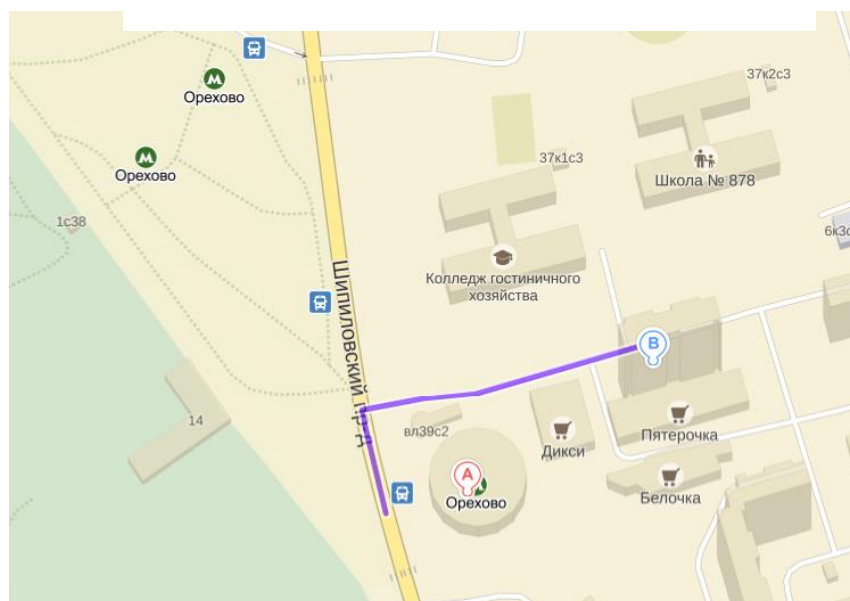 37к2с3
Орехово
37к1с3
Орехово
Школа № 878
1с38
6к3с
Колледж гостиничного
хозяйства
Шипиловский пр-д
B
14
вл39с2
Пятерочка
Дикси
A
Орехово
Белочка